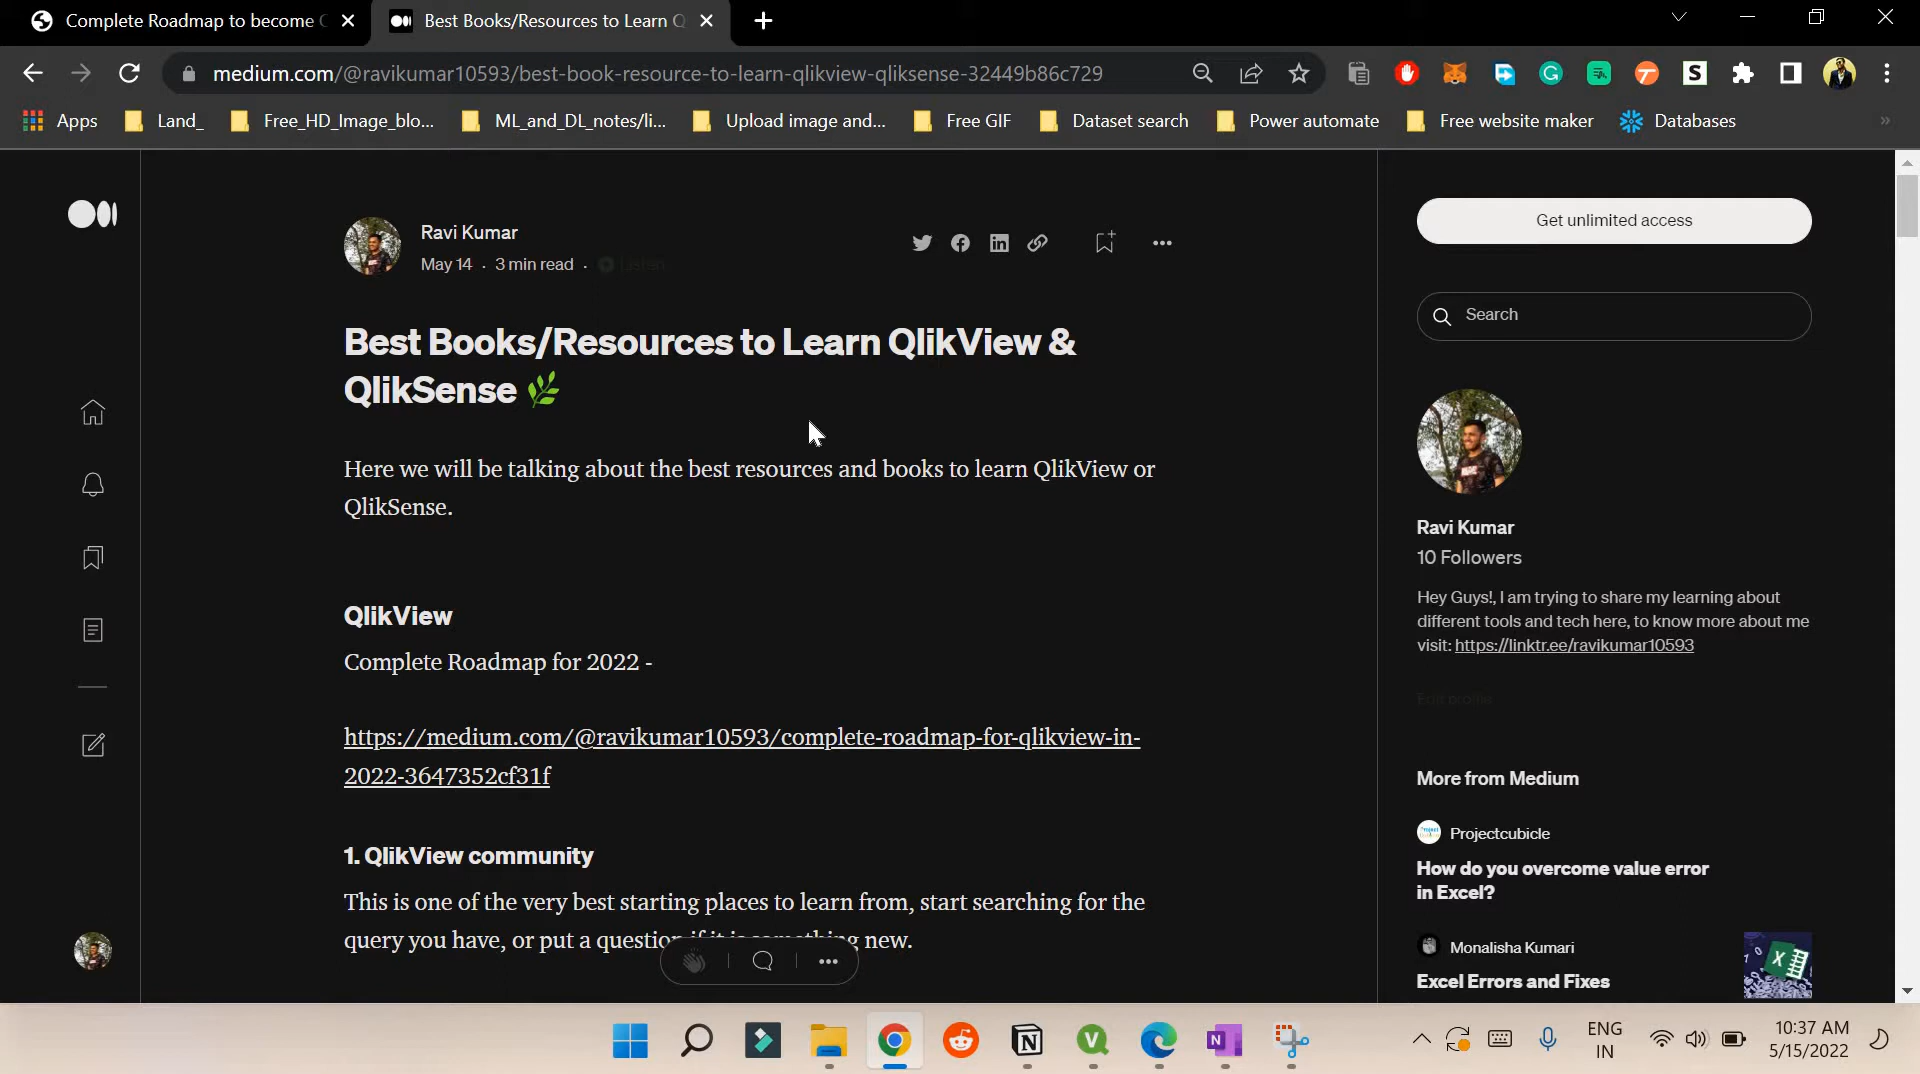 Complete Roadmap to become
Best Books/Resources to Learn Q
medium.com/@ravikumar10593/best-book-resource-to-learn-qlikview-qliksense-32449b86c729
Apps
Land_
Free_HD_Image_blo...
ML_and_DL_notes/li...
Upload image and...
Free GIF
Dataset search
Power automate
Free website maker
Databases
»
Ravi Kumar
May 14 · 3 min read ·
Listen
Best Books/Resources to Learn QlikView &
QlikSense
Here we will be talking about the best resources and books to learn QlikView or
QlikSense.
QlikView
Complete Roadmap for 2022 -
https://medium.com/@ravikumar10593/complete-roadmap-for-qlikview-in-
2022-3647352cf31f
1. QlikView community
This is one of the very best starting places to learn from, start searching for the
query you have, or put a question if it is something new.
Get unlimited access
Search
Ravi Kumar
10 Followers
Hey Guys!, I am trying to share my learning about
different tools and tech here, to know more about me
visit: https://linktr.ee/ravikumar10593
Edit profile
More from Medium
Projectcubicle
How do you overcome value error
in Excel?
Monalisha Kumari
Excel Errors and Fixes
ENG
IN
10:37 AM
5/15/2022